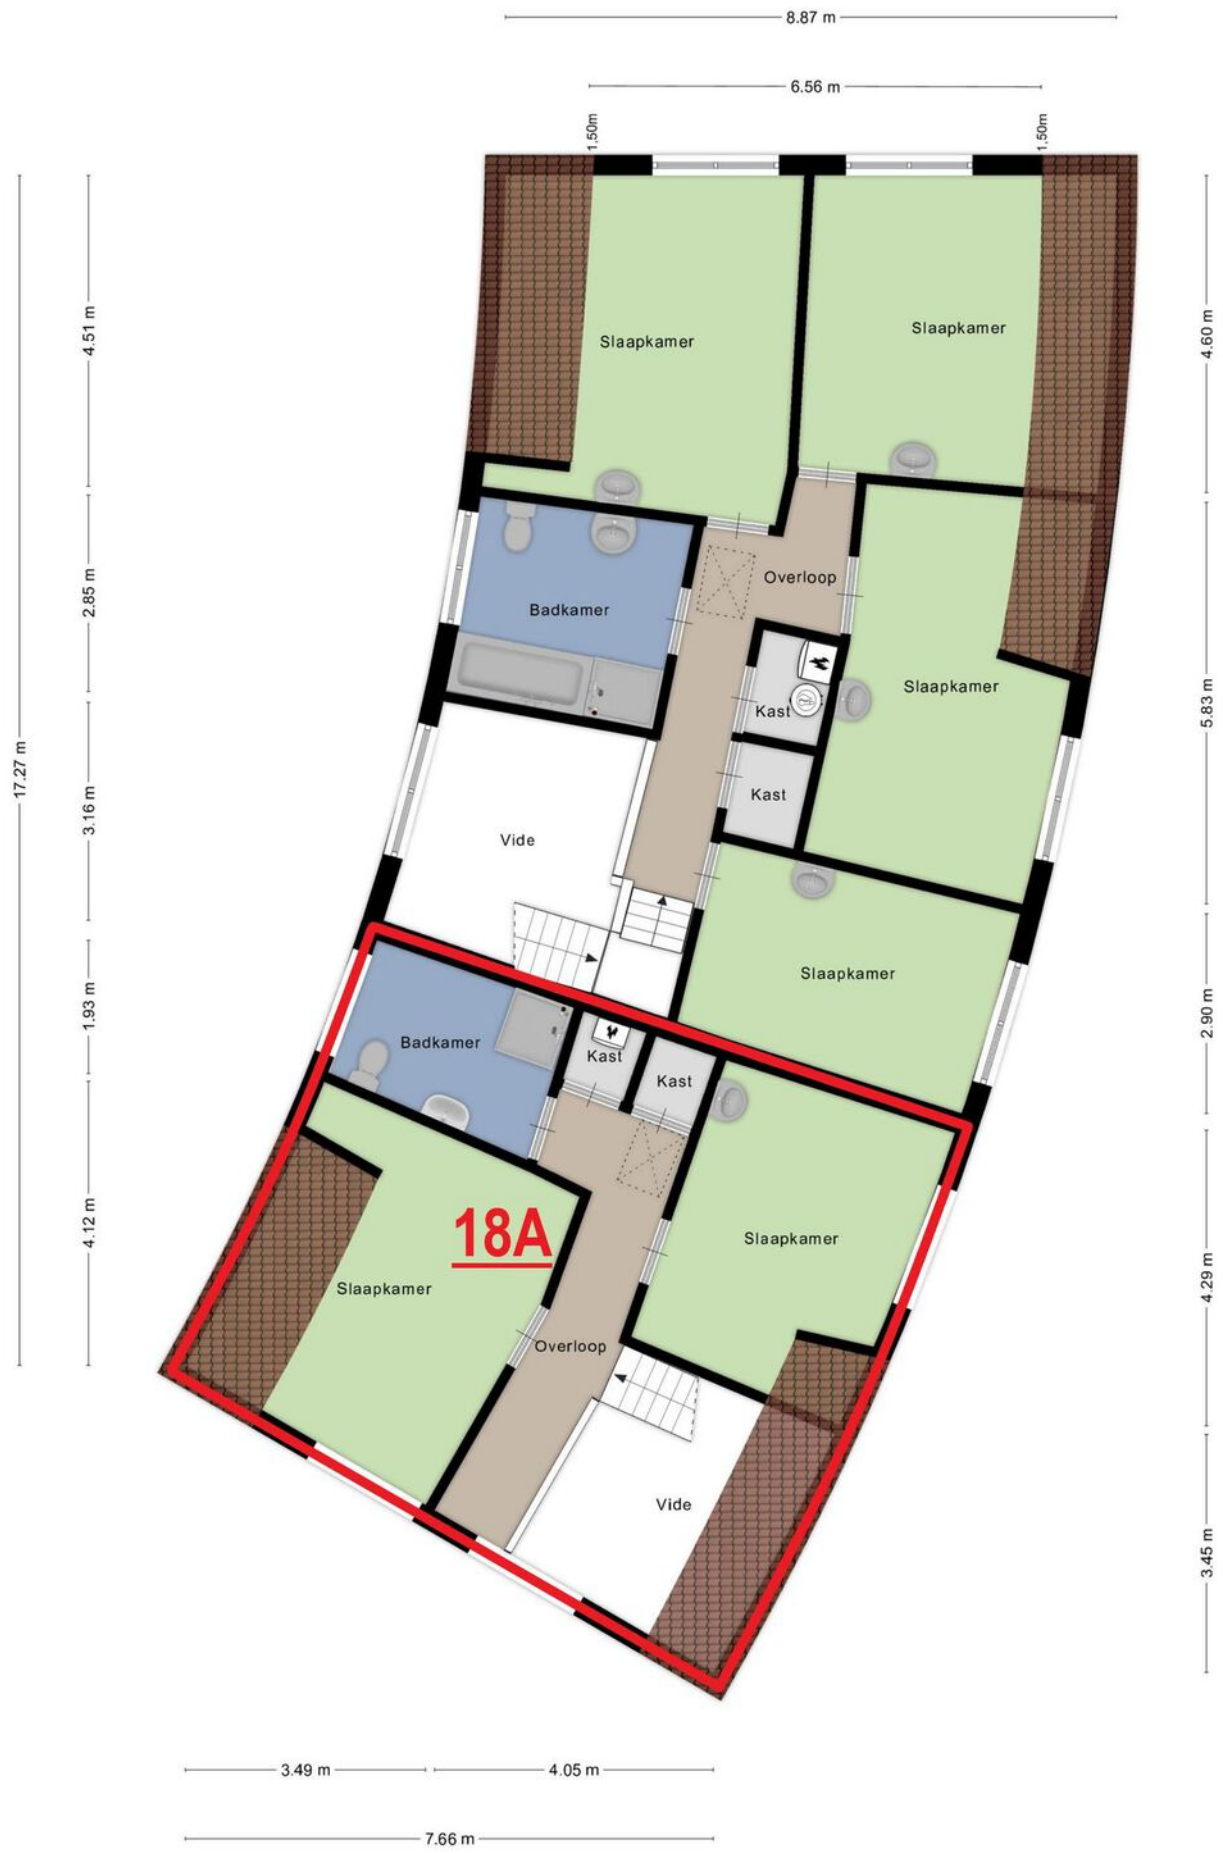 8.87 m
6.56 m
1.50m
1.50m
4.51 m
4.60 m
Slaapkamer
Slaapkamer
2.85 m
Overloop
Badkamer
5.83 m
Slaapkamer
Kast
17.27 m
3.16 m
Kast
Vide
Slaapkamer
1.93 m
2.90 m
Badkamer
Kast
Kast
4.12 m
18A
Slaapkamer
4.29 m
Slaapkamer
Overloop
Vide
3.45 m
3.49 m
4.05 m
7.66 m